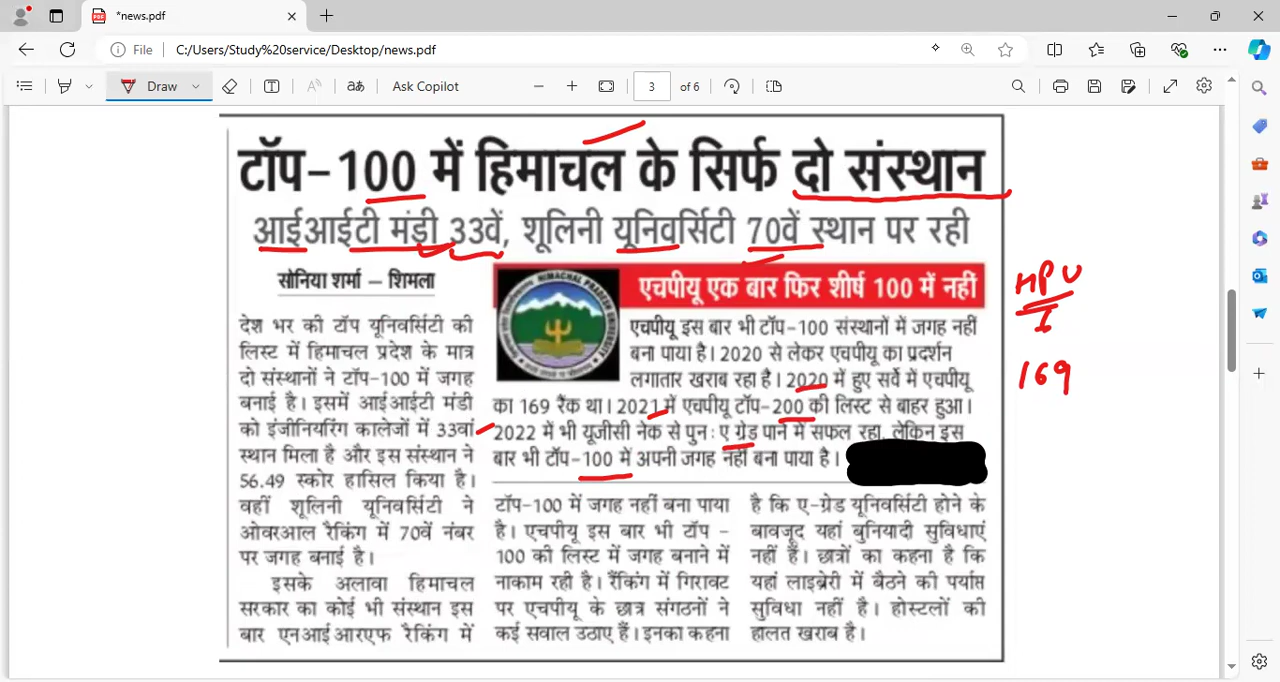 *news.pdf
File
C:/Users/Study%20service/Desktop/news.pdf
Draw
aあ
Ask Copilot
3
of 6
टॉप-100 में हिमाचल के सिर्फ दो संस्थान
आईआईटी मंडी 33वें, शूलिनी यूनिवर्सिटी 70वें स्थान पर रही
सोनिया शर्मा – शिमला
देश भर की टॉप यूनिवर्सिटी की
लिस्ट में हिमाचल प्रदेश के मात्र
दो संस्थानों ने टॉप-100 में जगह
बनाई है। इसमें आईआईटी मंडी
को इंजीनियरिंग कालेजों में 33वां
स्थान मिला है और इस संस्थान ने
56.49 स्कोर हासिल किया है।
वहीं शूलिनी यूनिवर्सिटी ने
ओवरआल रैंकिंग में 70वें नंबर
पर जगह बनाई है।
इसके अलावा हिमाचल
सरकार का कोई भी संस्थान इस
बार एनआईआरएफ रैकिंग में
HIMACHAL PRADESH UNIVERSITY
एचपीयू एक बार फिर शीर्ष 100 में नहीं
एचपीयू इस बार भी टॉप-100 संस्थानों में जगह नहीं
बना पाया है। 2020 से लेकर एचपीयू का प्रदर्शन
लगातार खराब रहा है। 2020 में हुए सर्वे में एचपीयू
का 169 रैंक था। 2021 में एचपीयू टॉप-200 की लिस्ट से बाहर हुआ।
2022 में भी यूजीसी नेक से पुनः ए ग्रेड पाने में सफल रहा, लेकिन इस
बार भी टॉप-100 में अपनी जगह नहीं बना पाया है।
टॉप-100 में जगह नहीं बना पाया
है। एचपीयू इस बार भी टॉप -
100 की लिस्ट में जगह बनाने में
नाकाम रही है। रैंकिंग में गिरावट
पर एचपीयू के छात्र संगठनों ने
कई सवाल उठाए हैं। इनका कहना
है कि ए-ग्रेड यूनिवर्सिटी होने के
बावजूद यहां बुनियादी सुविधाएं
नहीं हैं। छात्रों का कहना है कि
यहां लाइब्रेरी में बैठने की पर्याप्त
सुविधा नहीं है। होस्टलों की
हालत खराब है।
HPU
I
169